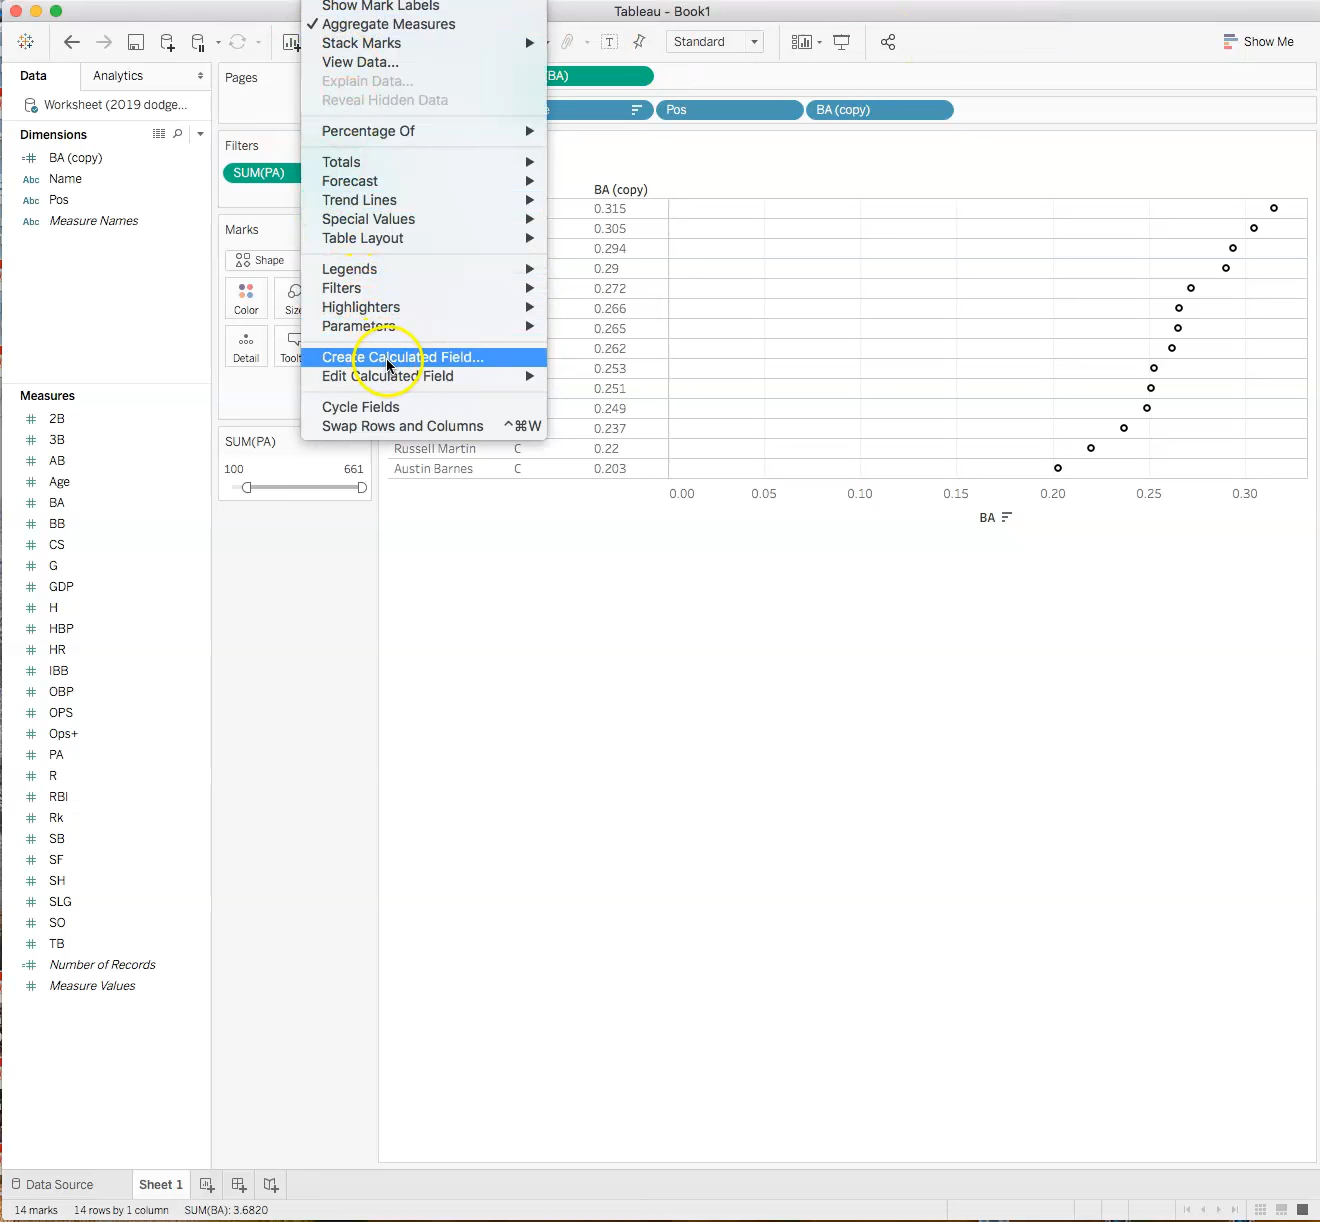 Tableau - Book1
Show Mark Labels
Aggregate Measures
Stack Marks
View Data...
Explain Data...
Reveal Hidden Data
Percentage Of
Totals
Forecast
Trend Lines
Special Values
Table Layout
Legends
Filters
Highlighters
Parameters
Create Calculated Field...
Edit Calculated Field
Cycle Fields
Swap Rows and Columns ^⌘W
Standard
Show Me
Data
Analytics
Worksheet (2019 dodge...
Dimensions
BA (copy)
Abc Name
Abc Pos
Abc Measure Names
Measures
2B
3B
AB
Age
BA
BB
CS
G
GDP
H
HBP
HR
IBB
OBP
OPS
Ops+
PA
R
RBI
Rk
SB
SF
SH
SLG
SO
TB
Number of Records
Measure Values
Pages
Filters
SUM(PA)
Marks
Shape
Color
Size
Detail
Toolt
SUM(PA)
100 661
BA)
e Pos BA (copy)
BA (copy)
0.315
0.305
0.294
0.29
0.272
0.266
0.265
0.262
0.253
0.251
0.249
0.237
Russell Martin C 0.22
Austin Barnes C 0.203
0.00 0.05 0.10 0.15 0.20 0.25 0.30
BA
Data Source
Sheet 1
14 marks 14 rows by 1 column SUM(BA): 3.6820